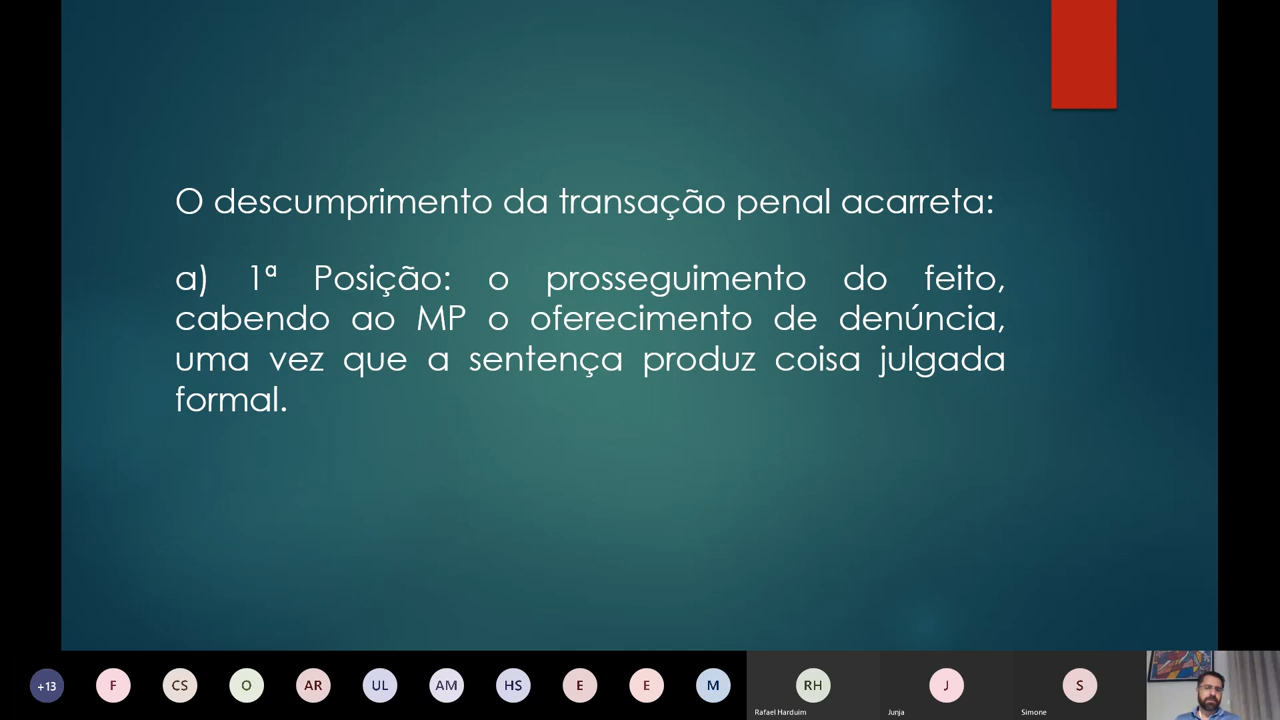 O descumprimento da transação penal acarreta:
a) 1ª Posição: o prosseguimento do feito,
cabendo ao MP o oferecimento de denúncia,
uma vez que a sentença produz coisa julgada
formal.
+13 F CS O AR UL AM HS E E M RH J S
Rafael Harduim Junja Simone